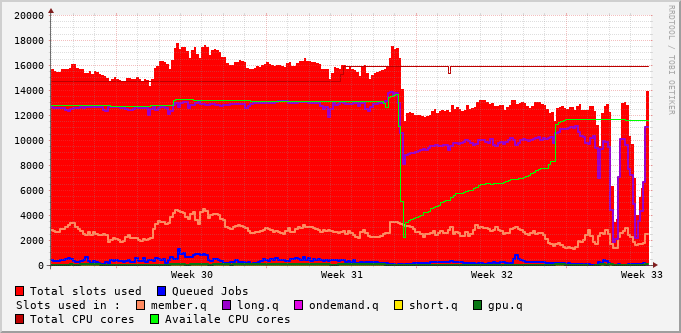 20000
18000
16000
14000
12000
10000
8000
6000
4000
2000
0
Week 30 Week 31 Week 32 Week 33
Total slots used Queued Jobs
Slots used in : member.q long.q ondemand.q short.q gpu.q
Total CPU cores Availale CPU cores
RRDTOOL / TOBI OETIKER